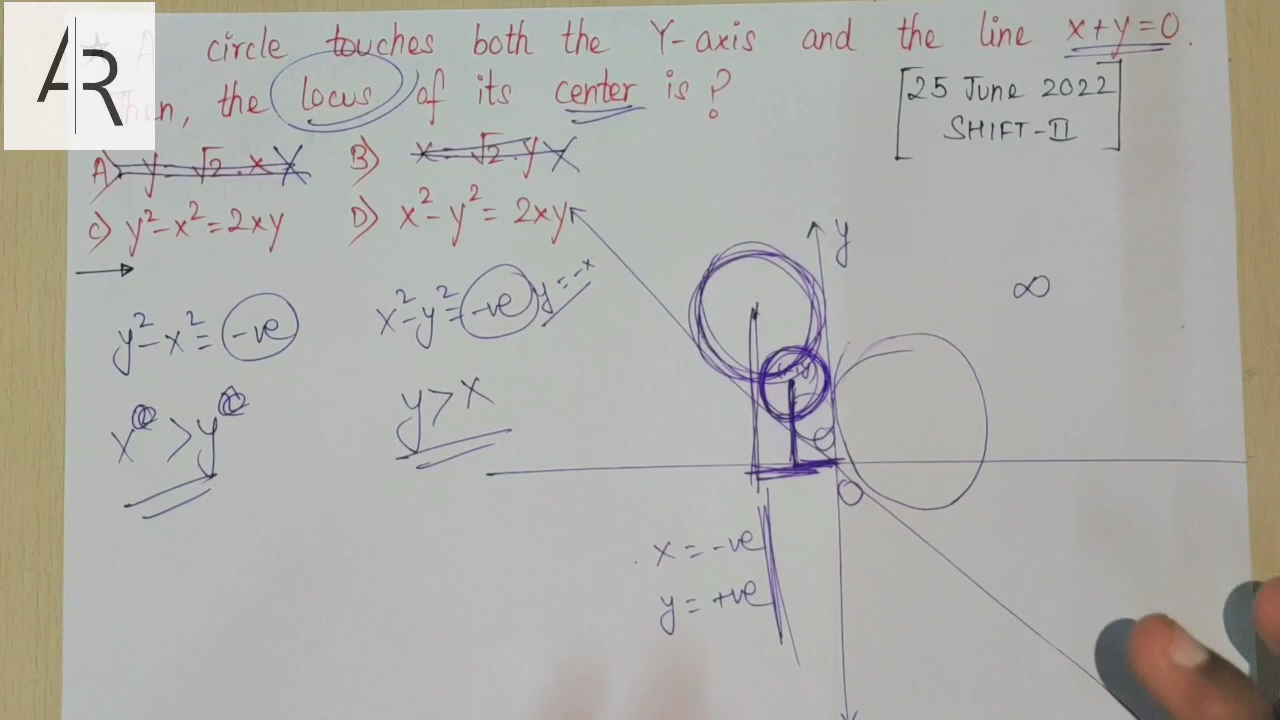 AR
A circle touches both the Y-axis and the line x+y=0.
Then, the locus of its center is?
[25 June 2022
SHIFT-II]
A) y = √2.x X B) x = √2.y X
C) y²-x²=2xy D) x²-y²= 2xy
y
∞
y²-x²= -ve x²-y²= -ve y=-x
x > y y > x
x = -ve
y = +ve